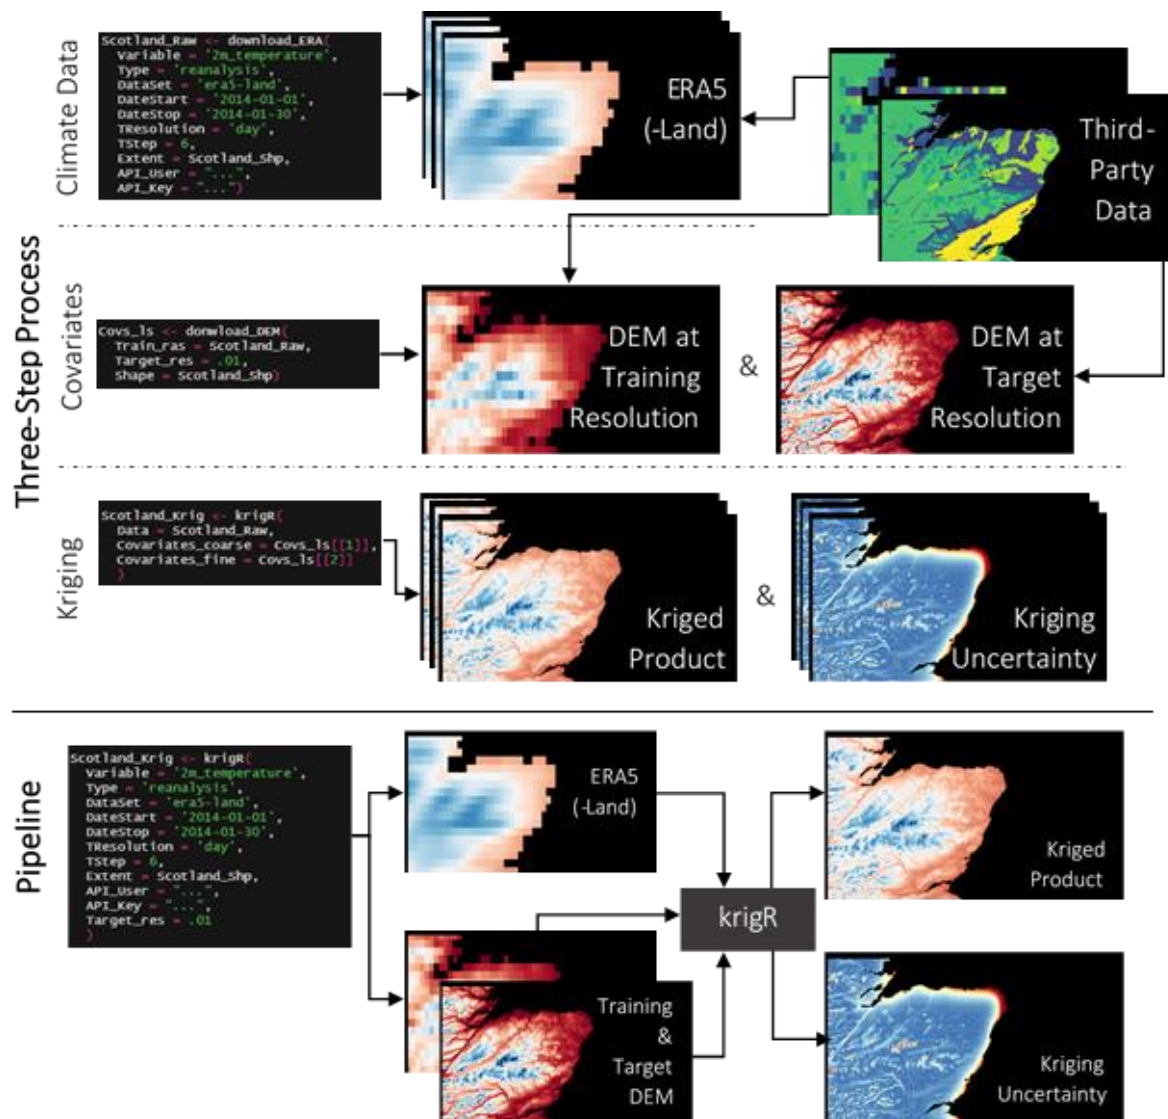 Three-Step Process
Climate Data
Scotland_Raw <- download_ERA(
Variable = '2m_temperature',
Type = 'reanalysis',
DataSet = 'era5-land',
DateStart = '2014-01-01',
DateStop = '2014-01-30',
TResolution = 'day',
TStep = 6,
Extent = Scotland_Shp,
API_User = "...",
API_Key = "...")
ERA5
(-Land)
Third-
Party
Data
Covariates
Covs_ls <- donwload_DEM(
Train_ras = Scotland_Raw,
Target_res = .01,
Shape = Scotland_Shp)
DEM at
Training
Resolution
&
DEM at
Target
Resolution
Kriging
Scotland_Krig <- krigR(
Data = Scotland_Raw,
Covariates_coarse = Covs_ls[[1]],
Covariates_fine = Covs_ls[[2]]
)
Kriged
Product
&
Kriging
Uncertainty
Pipeline
Scotland_Krig <- krigR(
Variable = '2m_temperature',
Type = 'reanalysis',
DataSet = 'era5-land',
DateStart = '2014-01-01',
DateStop = '2014-01-30',
TResolution = 'day',
TStep = 6,
Extent = Scotland_Shp,
API_User = "...",
API_Key = "...",
Target_res = .01
)
ERA5
(-Land)
Training
&
Target
DEM
krigR
Kriged
Product
Kriging
Uncertainty